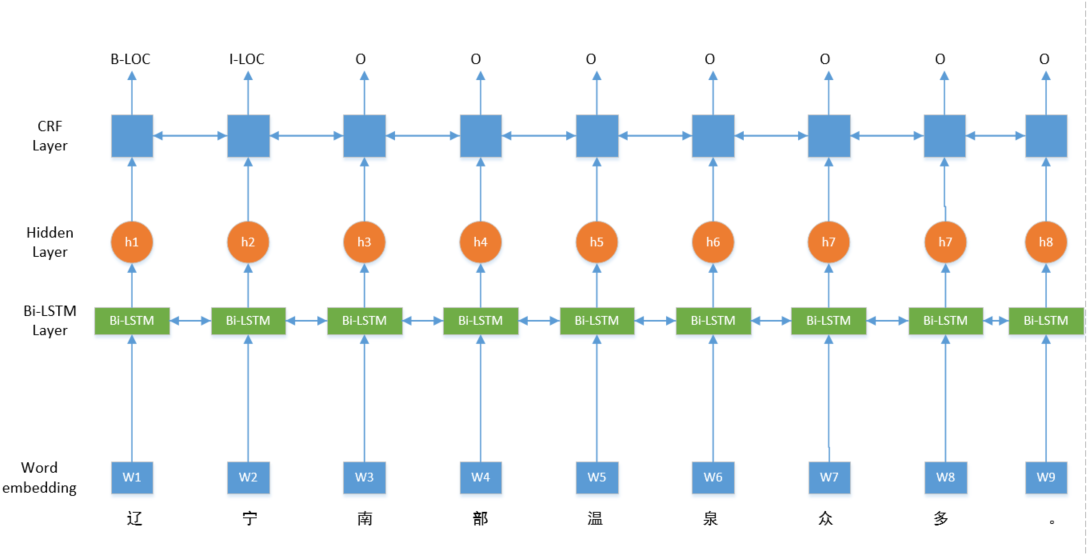 B-LOC I-LOC O O O O O O O
CRF
Layer
Hidden
Layer
h1 h2 h3 h4 h5 h6 h7 h7 h8
Bi-LSTM
Layer
Bi-LSTM Bi-LSTM Bi-LSTM Bi-LSTM Bi-LSTM Bi-LSTM Bi-LSTM Bi-LSTM Bi-LSTM
Word
embedding
W1 W2 W3 W4 W5 W6 W7 W8 W9
辽 宁 南 部 温 泉 众 多 。